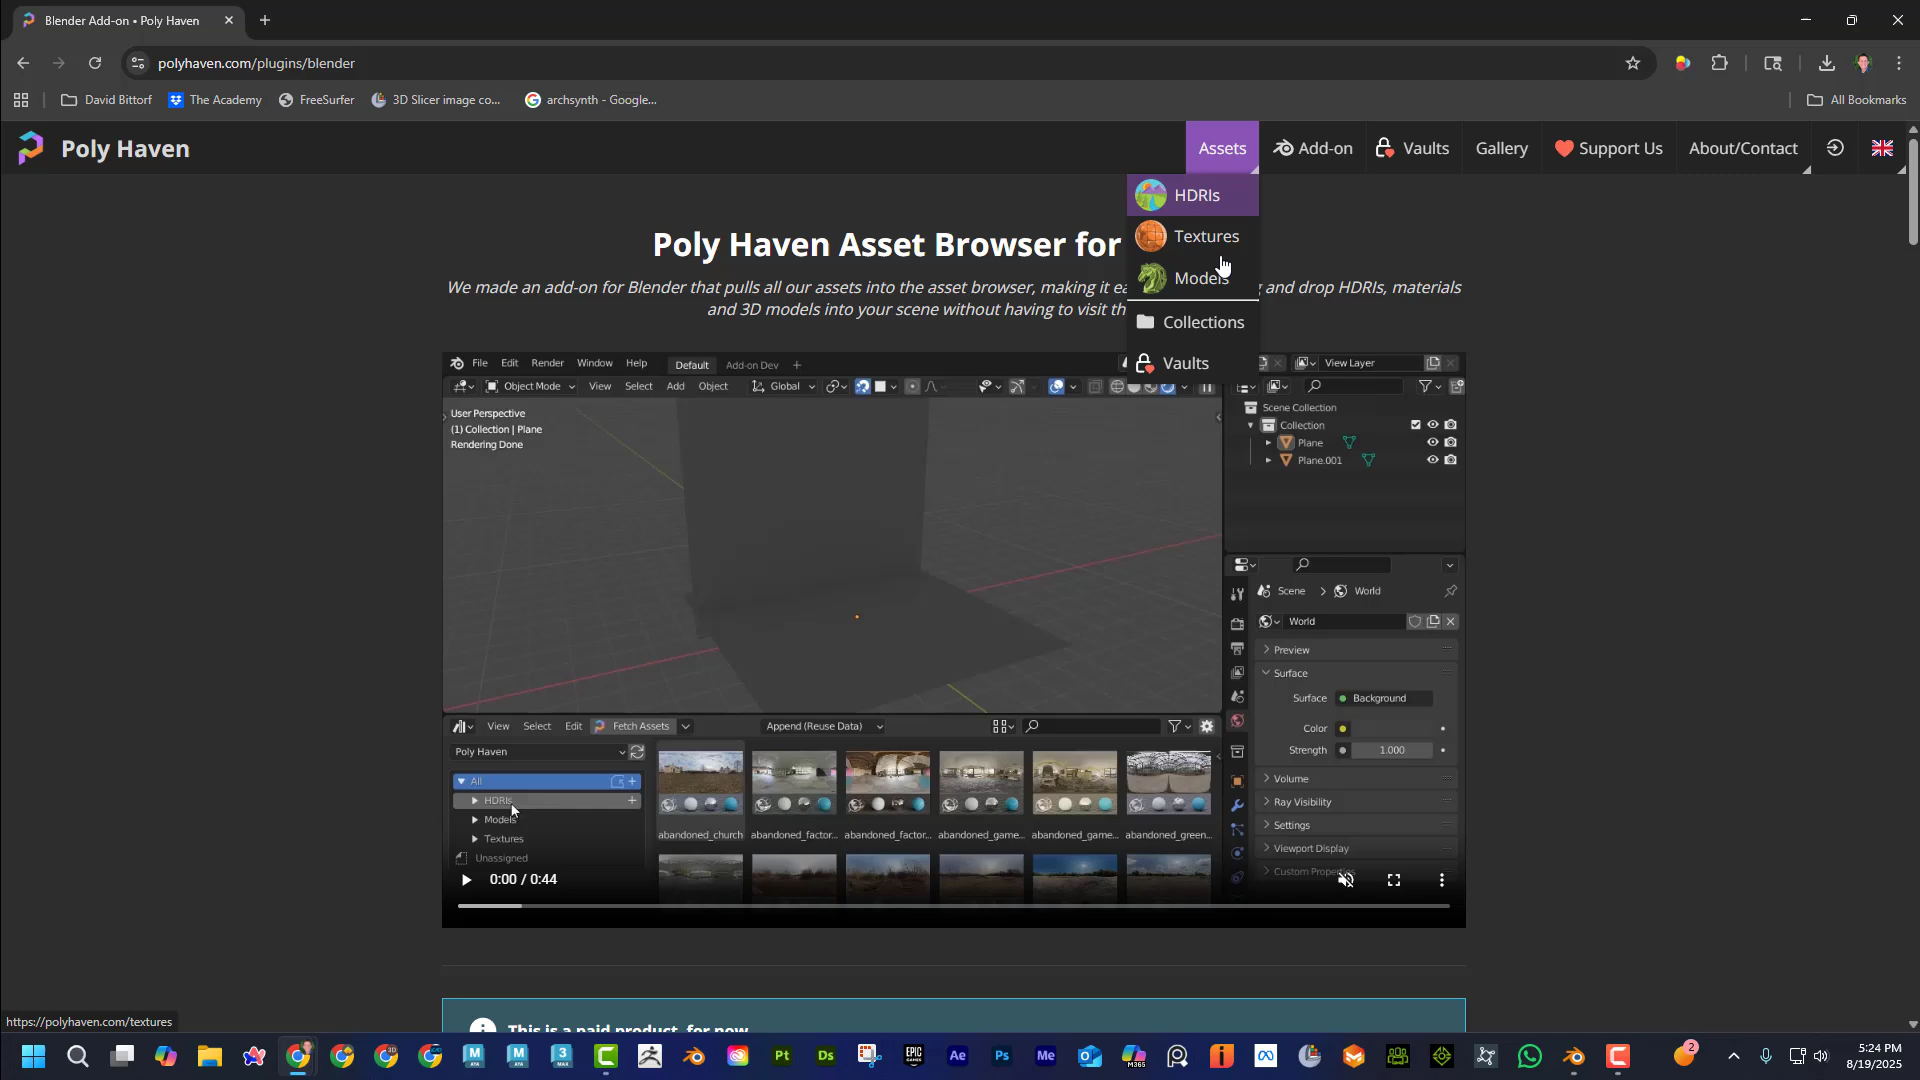 Blender Add-on • Poly Haven
polyhaven.com/plugins/blender
David Bittorf
The Academy
FreeSurfer
3D Slicer image co...
archsynth - Google...
All Bookmarks
Poly Haven
Assets
Add-on
Vaults
Gallery
Support Us
About/Contact
HDRIs
Textures
Models
Collections
Vaults
Poly Haven Asset Browser for
We made an add-on for Blender that pulls all our assets into the asset browser, making it ea g and drop HDRIs, materials
and 3D models into your scene without having to visit th
File Edit Render Window Help Default Add-on Dev + View Layer
Object Mode View Select Add Object Global
User Perspective
(1) Collection | Plane
Rendering Done
Scene Collection
Collection
Plane
Plane.001
Scene World
World
Preview
Surface
Surface Background
Color
Strength 1.000
Volume
Ray Visibility
Settings
Viewport Display
Custom Properties
View Select Edit Fetch Assets Append (Reuse Data)
Poly Haven
All
HDRIs
Models
Textures
Unassigned
abandoned_church abandoned_factor... abandoned_factor... abandoned_game... abandoned_game... abandoned_green...
0:00 / 0:44
This is a paid product, for now
https://polyhaven.com/textures
5:24 PM
8/19/2025